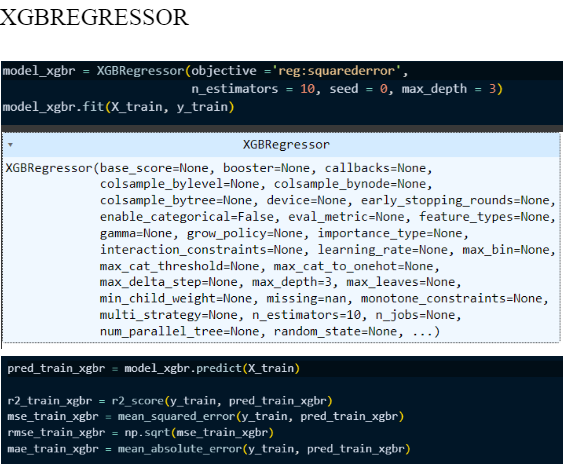 XGBREGRESSOR
model_xgbr = XGBRegressor(objective ='reg:squarederror',
n_estimators = 10, seed = 0, max_depth = 3)
model_xgbr.fit(X_train, y_train)
XGBRegressor
XGBRegressor(base_score=None, booster=None, callbacks=None,
colsample_bylevel=None, colsample_bynode=None,
colsample_bytree=None, device=None, early_stopping_rounds=None,
enable_categorical=False, eval_metric=None, feature_types=None,
gamma=None, grow_policy=None, importance_type=None,
interaction_constraints=None, learning_rate=None, max_bin=None,
max_cat_threshold=None, max_cat_to_onehot=None,
max_delta_step=None, max_depth=3, max_leaves=None,
min_child_weight=None, missing=nan, monotone_constraints=None,
multi_strategy=None, n_estimators=10, n_jobs=None,
num_parallel_tree=None, random_state=None, ...)
pred_train_xgbr = model_xgbr.predict(X_train)
r2_train_xgbr = r2_score(y_train, pred_train_xgbr)
mse_train_xgbr = mean_squared_error(y_train, pred_train_xgbr)
rmse_train_xgbr = np.sqrt(mse_train_xgbr)
mae_train_xgbr = mean_absolute_error(y_train, pred_train_xgbr)